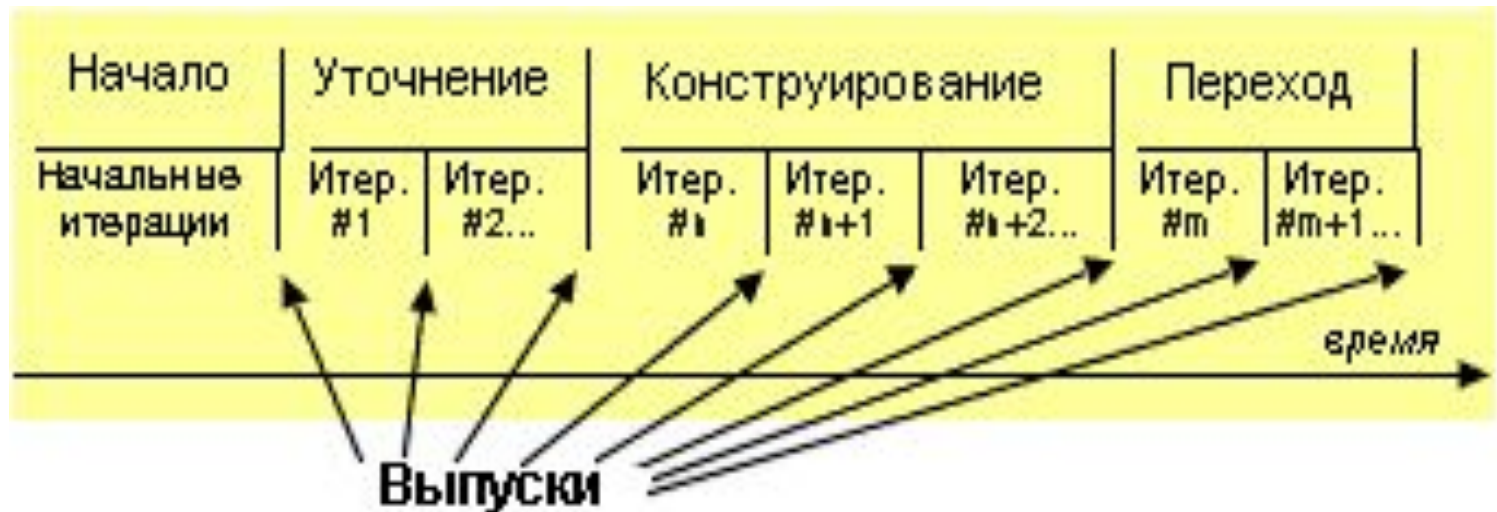 Начало Уточнение Конструирование Переход
Начальные Итер. Итер. Итер. Итер. Итер. Итер. Итер.
итерации #1 #2... #n #n+1 #n+2... #m #m+1...
время
Выпуски